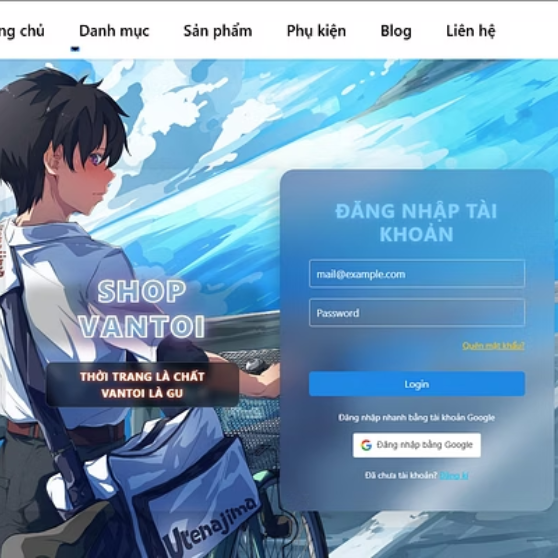 ng chủ Danh mục Sản phẩm Phụ kiện Blog Liên hệ
SHOP
VANTOI
THỜI TRANG LÀ CHẤT
VANTOI LÀ GU
ĐĂNG NHẬP TÀI
KHOẢN
mail@example.com
Password
Quên mật khẩu?
Login
Đăng nhập nhanh bằng tài khoản Google
Đăng nhập bằng Google
Đã chưa tài khoản? Đăng kí
Utenajima